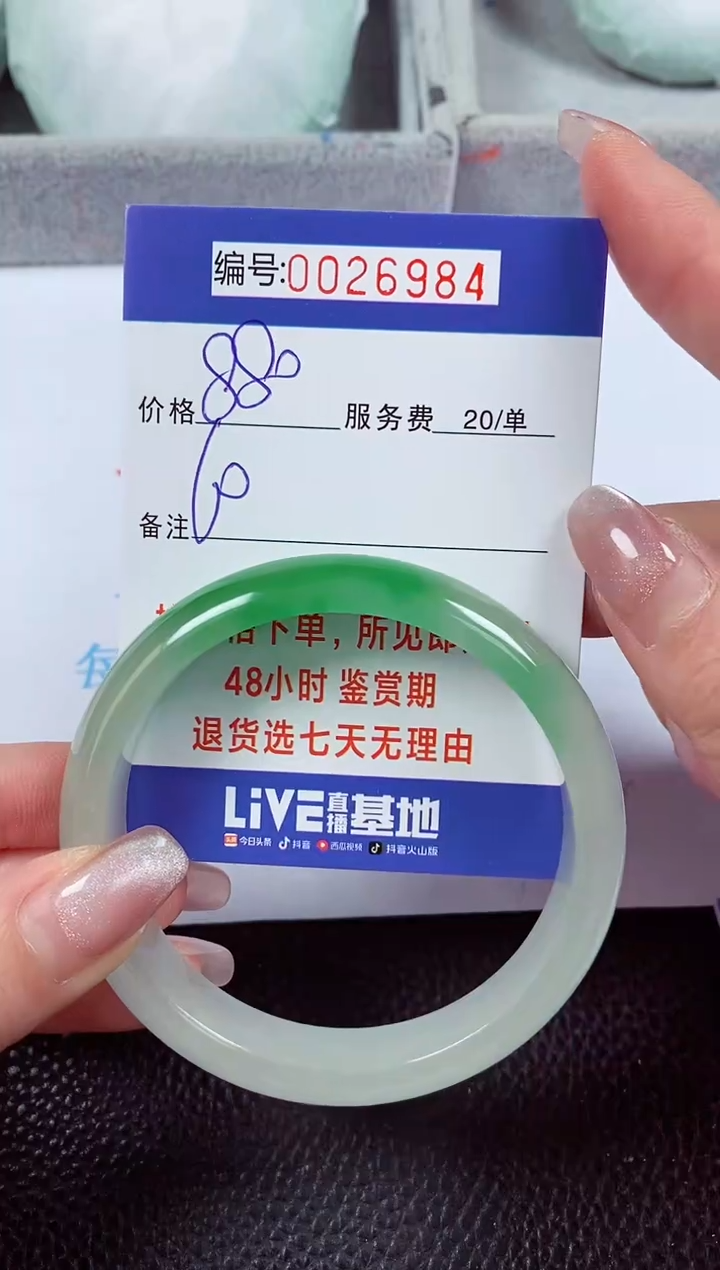 编号:0026984
价格 880 服务费 20/单
备注
下单，所见即
48小时 鉴赏期
退货选七天无理由
LiVE直播基地
今日头条 抖音 西瓜视频 抖音火山版
每